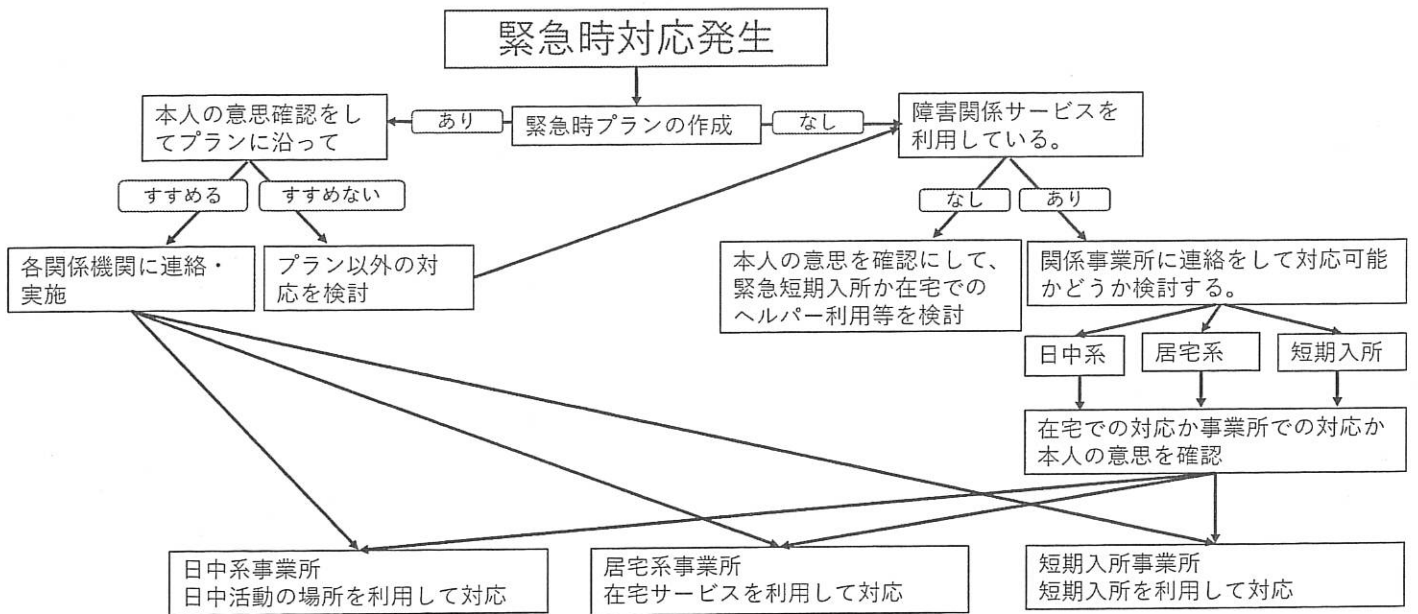 緊急時対応発生
本人の意思確認をし
てプランに沿って
あり
緊急時プランの作成
なし
障害関係サービスを
利用している。
すすめる
すすめない
なし
あり
各関係機関に連絡・
実施
プラン以外の対
応を検討
本人の意思を確認にして、
緊急短期入所か在宅での
ヘルパー利用等を検討
関係事業所に連絡をして対応可能
かどうか検討する。
日中系
居宅系
短期入所
在宅での対応か事業所での対応か
本人の意思を確認
日中系事業所
日中活動の場所を利用して対応
居宅系事業所
在宅サービスを利用して対応
短期入所事業所
短期入所を利用して対応